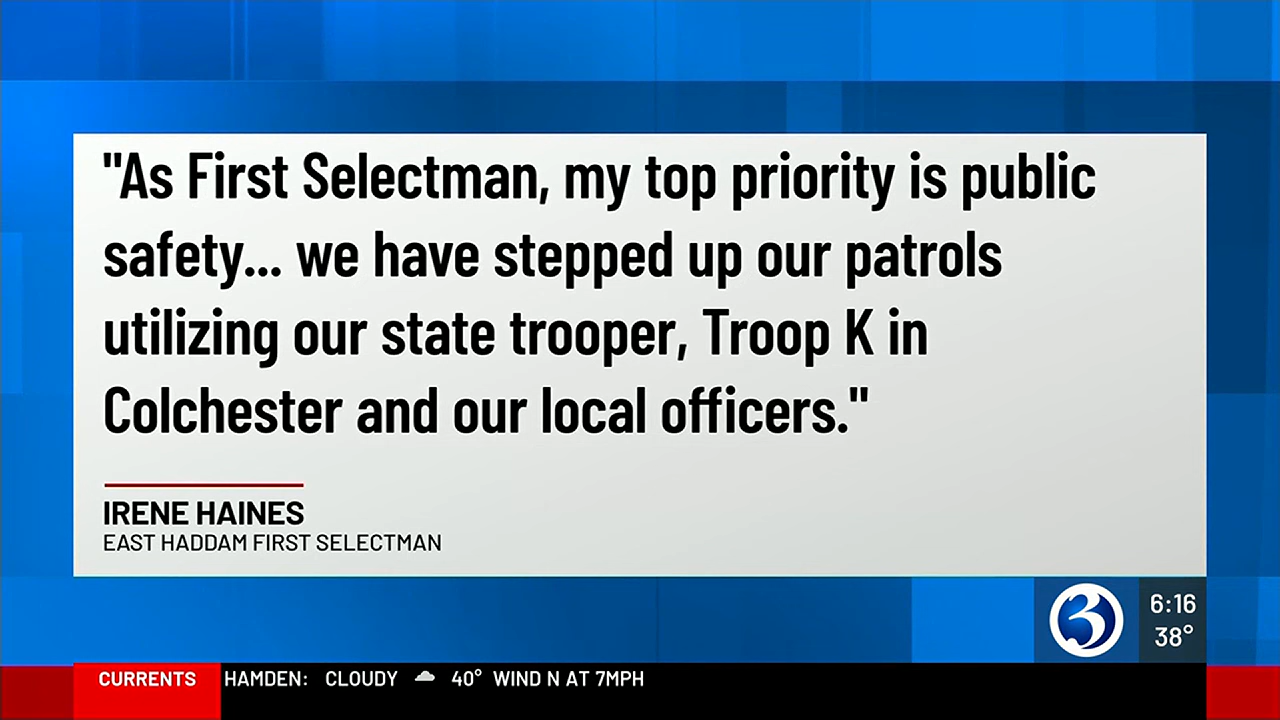 "As First Selectman, my top priority is public
safety... we have stepped up our patrols
utilizing our state trooper, Troop K in
Colchester and our local officers."
IRENE HAINES
EAST HADDAM FIRST SELECTMAN
3
6:16
38°
CURRENTS HAMDEN: CLOUDY 40° WIND N AT 7MPH